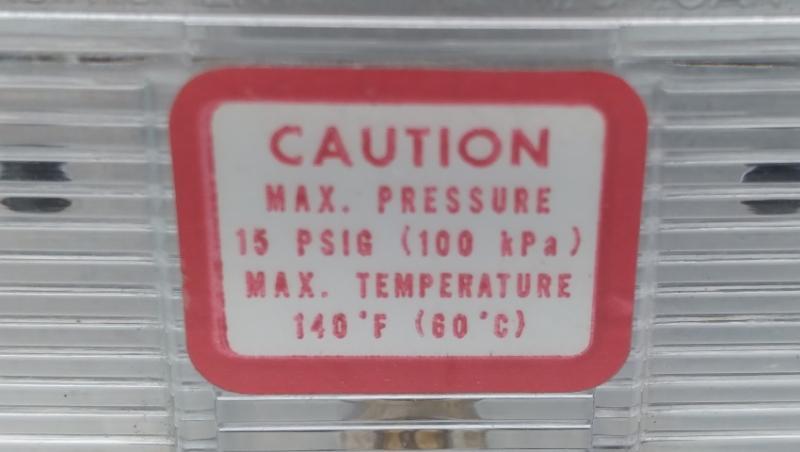 CAUTION
MAX. PRESSURE
15 PSIG (100 kPa)
MAX. TEMPERATURE
140°F (60°C)